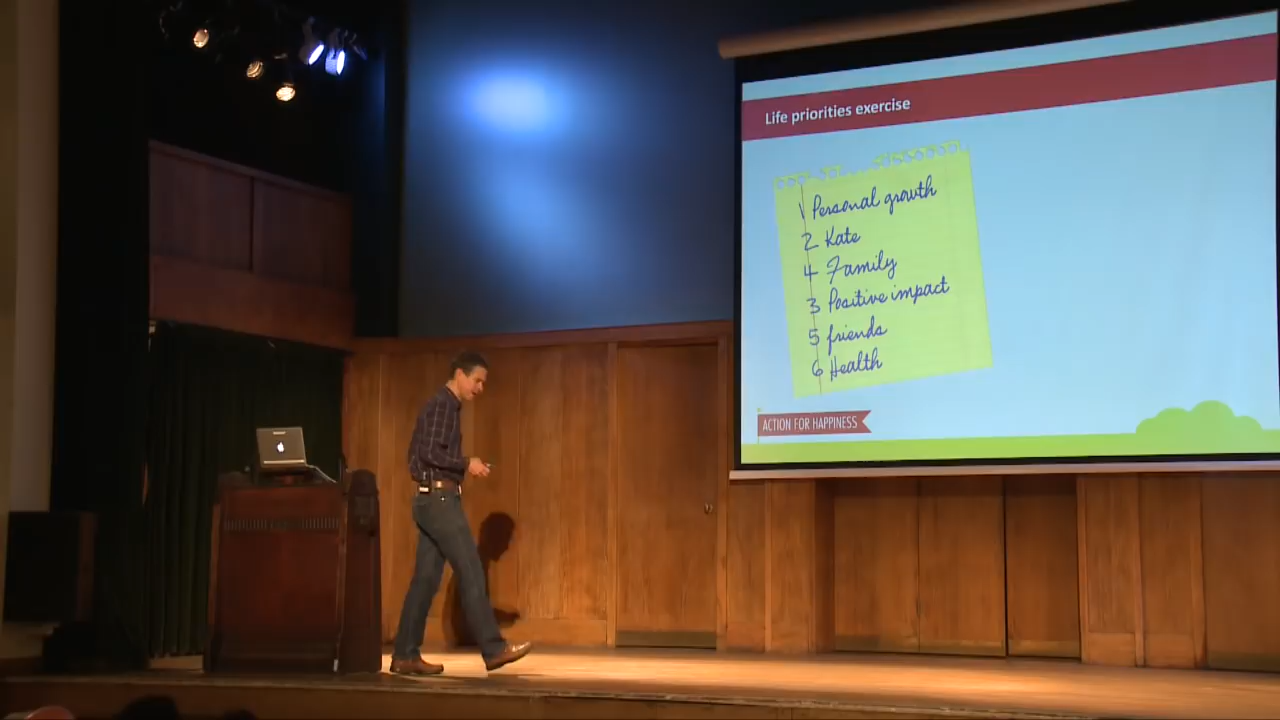 Life priorities exercise
1 Personal growth
2 Kate
4 Family
3 Positive impact
5 friends
6 Health
ACTION FOR HAPPINESS